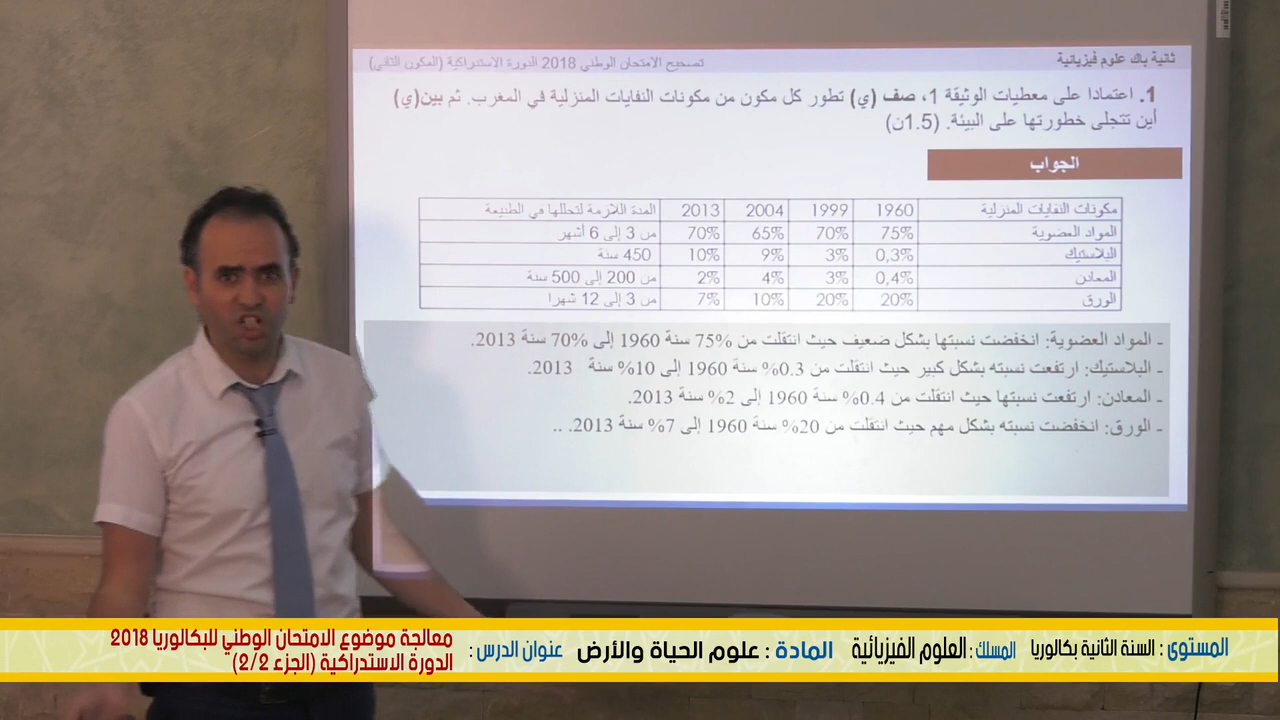 ثانية باك علوم فيزيائية
تصحيح الامتحان الوطني 2018 الدورة الاستدراكية (المكون الثاني)
1. اعتمادا على معطيات الوثيقة 1، صف (ي) تطور كل مكون من مكونات النفايات المنزلية في المغرب. ثم بين(ي)
أين تتجلى خطورتها على البيئة. (1.5ن)
الجواب
مكونات النفايات المنزلية 1960 1999 2004 2013 المدة اللازمة لتحللها في الطبيعة
المواد العضوية 75% 70% 65% 70% من 3 إلى 6 أشهر
البلاستيك 0,3% 3% 9% 10% 450 سنة
المعادن 0,4% 3% 4% 2% من 200 إلى 500 سنة
الورق 20% 20% 10% 7% من 3 إلى 12 شهرا
- المواد العضوية: انخفضت نسبتها بشكل ضعيف حيث انتقلت من 75% سنة 1960 إلى 70% سنة 2013.
- البلاستيك: ارتفعت نسبته بشكل كبير حيث انتقلت من 0.3% سنة 1960 إلى 10% سنة 2013.
- المعادن: ارتفعت نسبتها حيث انتقلت من 0.4% سنة 1960 إلى 2% سنة 2013.
- الورق: انخفضت نسبته بشكل مهم حيث انتقلت من 20% سنة 1960 إلى 7% سنة 2013. ..
المستوى : السنة الثانية بكالوريا المسلك : العلوم الفيزيائية المادة : علوم الحياة والأرض عنوان الدرس :
معالجة موضوع الامتحان الوطني للبكالوريا 2018
الدورة الاستدراكية (الجزء 2/2)